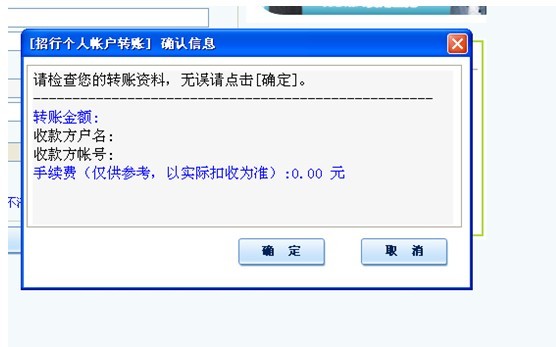 [招行个人帐户转账] 确认信息
请检查您的转账资料，无误请点击[确定]。
--------------------------------------------------
转账金额:
收款方户名:
收款方帐号:
手续费（仅供参考，以实际扣收为准）:0.00 元
确 定
取 消